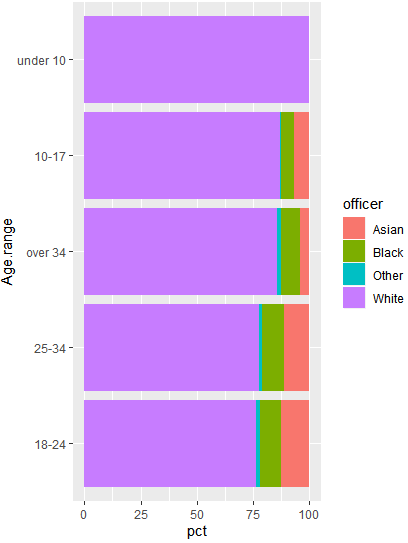 under 10
10-17
over 34
25-34
18-24
Age.range
0 25 50 75 100
pct
officer
Asian
Black
Other
White